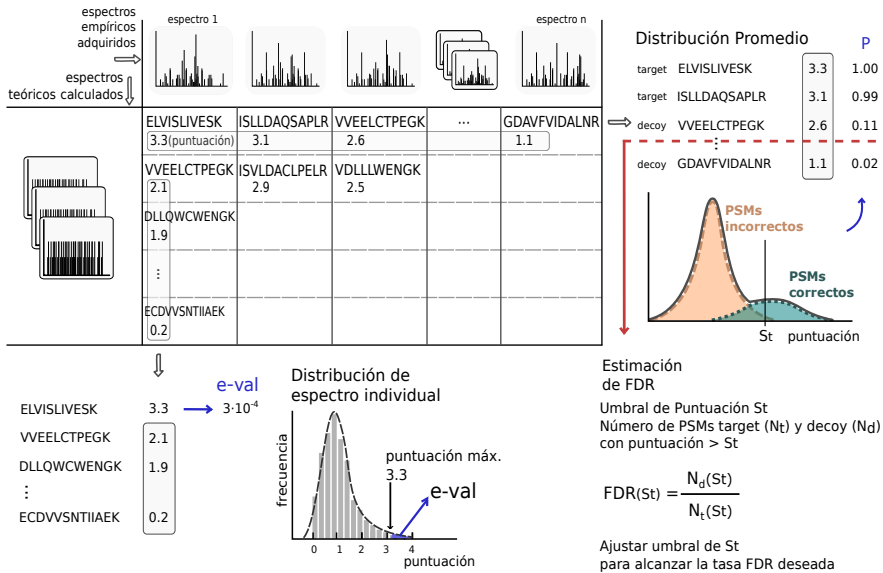 espectros
empíricos
adquiridos
espectro 1
espectro n
espectros
teóricos calculados
ELVISLIVESK
ISLLDAQSAPLR
VVEELCTPEGK
...
GDAVFVIDALNR
3.3(puntuación)
3.1
2.6
1.1
VVEELCTPEGK
ISVLDACLPELR
VDLLLWENGK
2.1
2.9
2.5
DLLQWCWENGK
1.9
⋮
ECDVVSNTIIAEK
0.2
Distribución Promedio
P
target ELVISLIVESK 3.3 1.00
target ISLLDAQSAPLR 3.1 0.99
decoy VVEELCTPEGK 2.6 0.11
⋮
decoy GDAVFVIDALNR 1.1 0.02
PSMs
incorrectos
PSMs
correctos
St
puntuación
e-val
ELVISLIVESK 3.3 3·10⁻⁴
VVEELCTPEGK 2.1
DLLQWCWENGK 1.9
⋮
ECDVVSNTIIAEK 0.2
Distribución de
espectro individual
frecuencia
puntuación máx.
3.3
e-val
0 1 2 3 4
puntuación
Estimación
de FDR
Umbral de Puntuación St
Número de PSMs target (Nt) y decoy (Nd)
con puntuación > St
FDR(St) = Nd(St)
Nt(St)
Ajustar umbral de St
para alcanzar la tasa FDR deseada